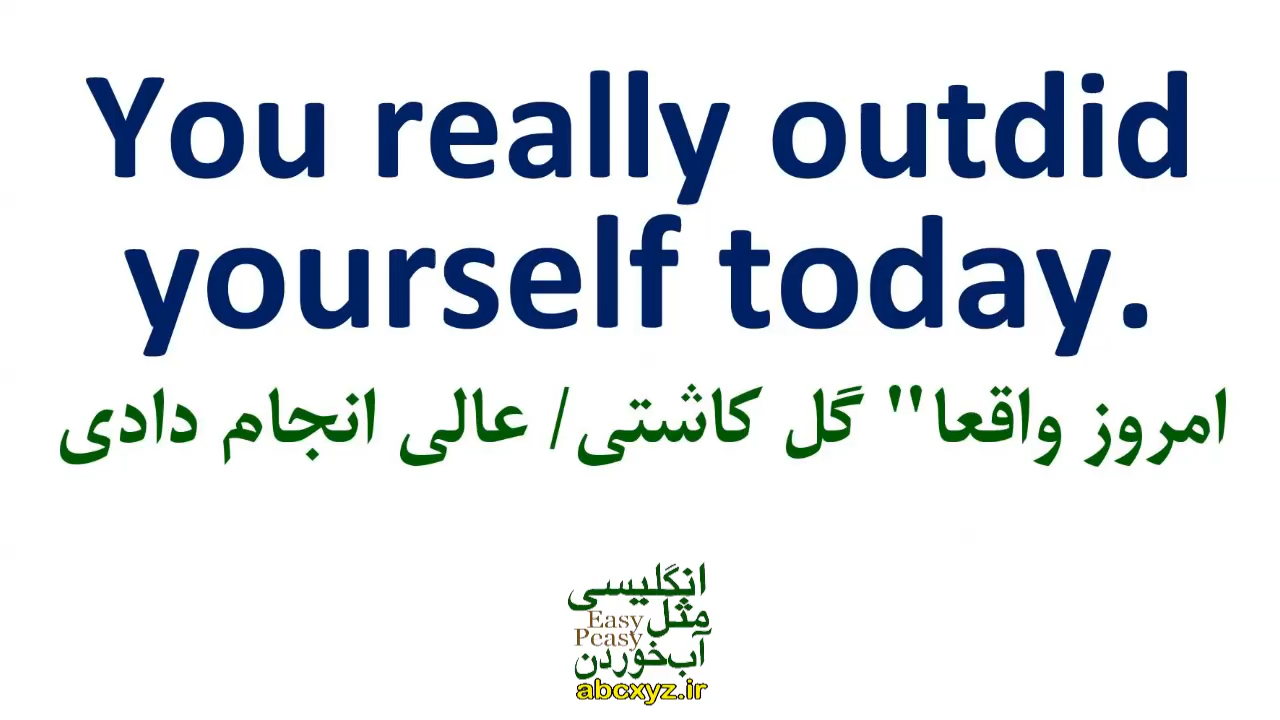 You really outdid
yourself today.
امروز واقعا" گل کاشتی/ عالی انجام دادی
انگلیسی
مثل
Easy
Peasy
آب‌خوردن
abcxyz.ir